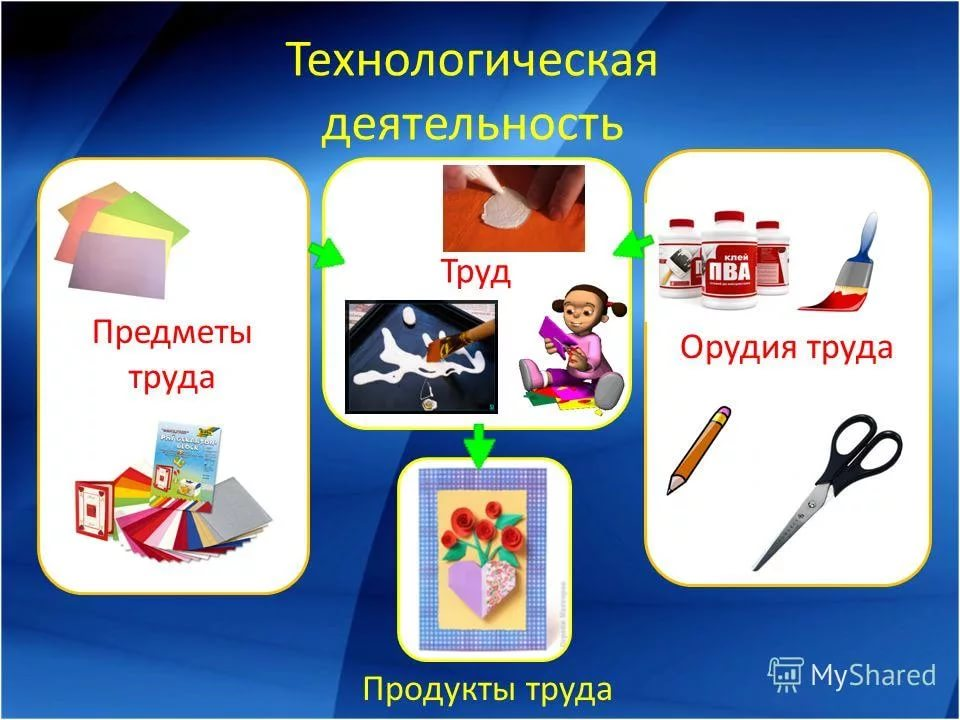 Технологическая
деятельность
Труд
клей
ПВА
Предметы
труда
Орудия труда
Продукты труда
MyShared